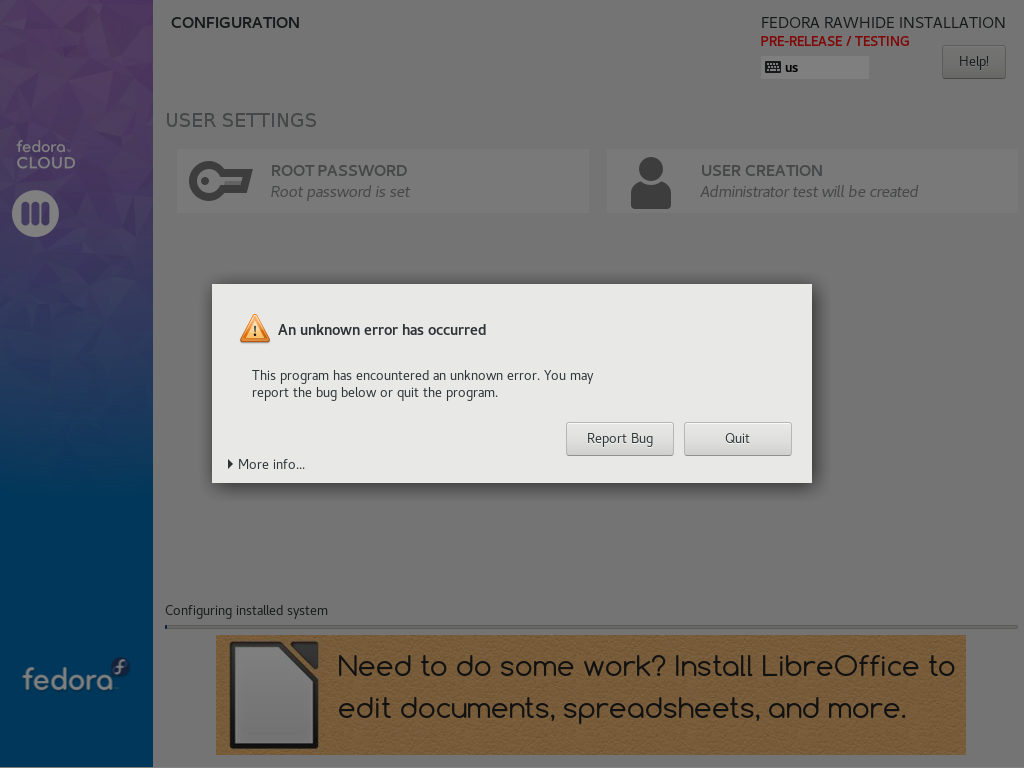 CONFIGURATION
FEDORA RAWHIDE INSTALLATION
PRE-RELEASE / TESTING
us
Help!
fedora
CLOUD
USER SETTINGS
ROOT PASSWORD
Root password is set
USER CREATION
Administrator test will be created
An unknown error has occurred
This program has encountered an unknown error. You may
report the bug below or quit the program.
Report Bug
Quit
More info...
Configuring installed system
fedora
Need to do some work? Install LibreOffice to
edit documents, spreadsheets, and more.